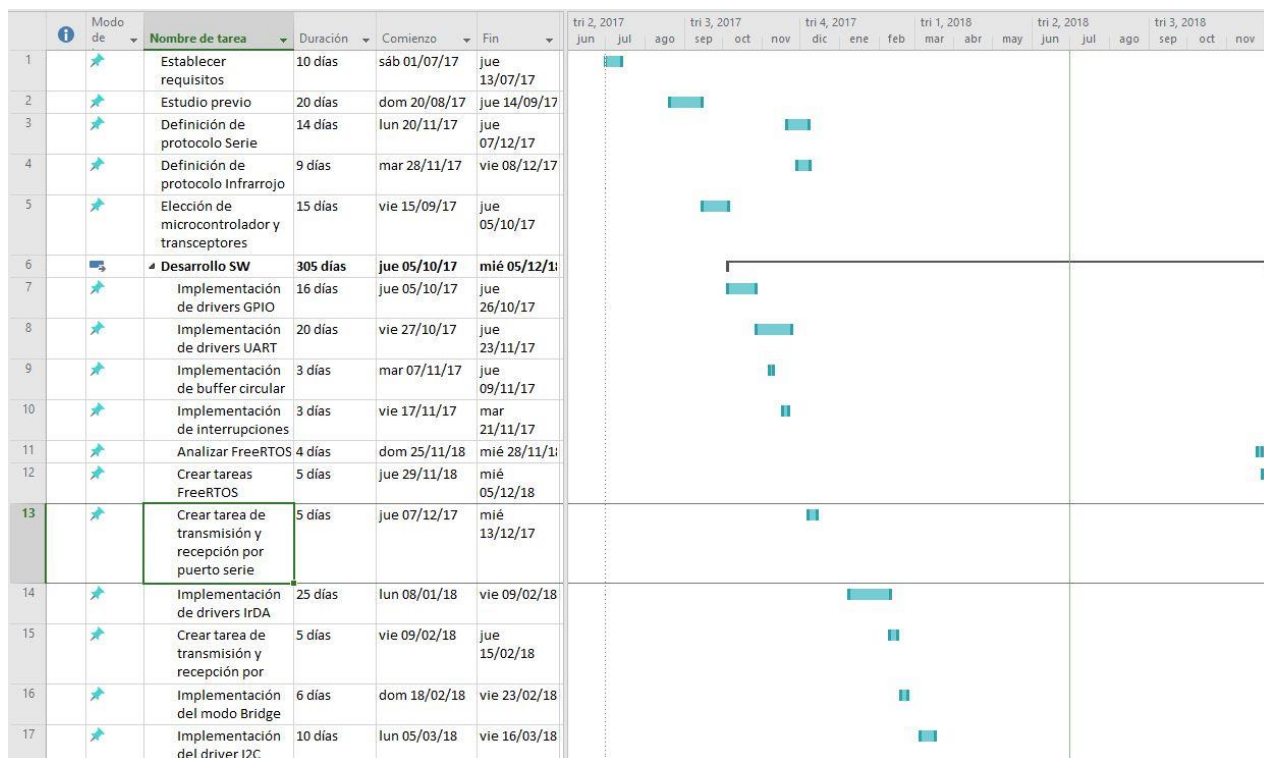 Modo
de
Nombre de tarea
Duración
Comienzo
Fin
tri 2, 2017
tri 3, 2017
tri 4, 2017
tri 1, 2018
tri 2, 2018
tri 3, 2018
jun jul ago sep oct nov dic ene feb mar abr may jun jul ago sep oct nov
1 Establecer 10 días sáb 01/07/17 jue
requisitos 13/07/17
2 Estudio previo 20 días dom 20/08/17 jue 14/09/17
3 Definición de 14 días lun 20/11/17 jue
protocolo Serie 07/12/17
4 Definición de 9 días mar 28/11/17 vie 08/12/17
protocolo Infrarrojo
5 Elección de 15 días vie 15/09/17 jue
microcontrolador y 05/10/17
transceptores
6 Desarrollo SW 305 días jue 05/10/17 mié 05/12/18
7 Implementación 16 días jue 05/10/17 jue
de drivers GPIO 26/10/17
8 Implementación 20 días vie 27/10/17 jue
de drivers UART 23/11/17
9 Implementación 3 días mar 07/11/17 jue
de buffer circular 09/11/17
10 Implementación 3 días vie 17/11/17 mar
de interrupciones 21/11/17
11 Analizar FreeRTOS 4 días dom 25/11/18 mié 28/11/18
12 Crear tareas 5 días jue 29/11/18 mié
FreeRTOS 05/12/18
13 Crear tarea de 5 días jue 07/12/17 mié
transmisión y 13/12/17
recepción por
puerto serie
14 Implementación 25 días lun 08/01/18 vie 09/02/18
de drivers IrDA
15 Crear tarea de 5 días vie 09/02/18 jue
transmisión y 15/02/18
recepción por
16 Implementación 6 días dom 18/02/18 vie 23/02/18
del modo Bridge
17 Implementación 10 días lun 05/03/18 vie 16/03/18
del driver I2C